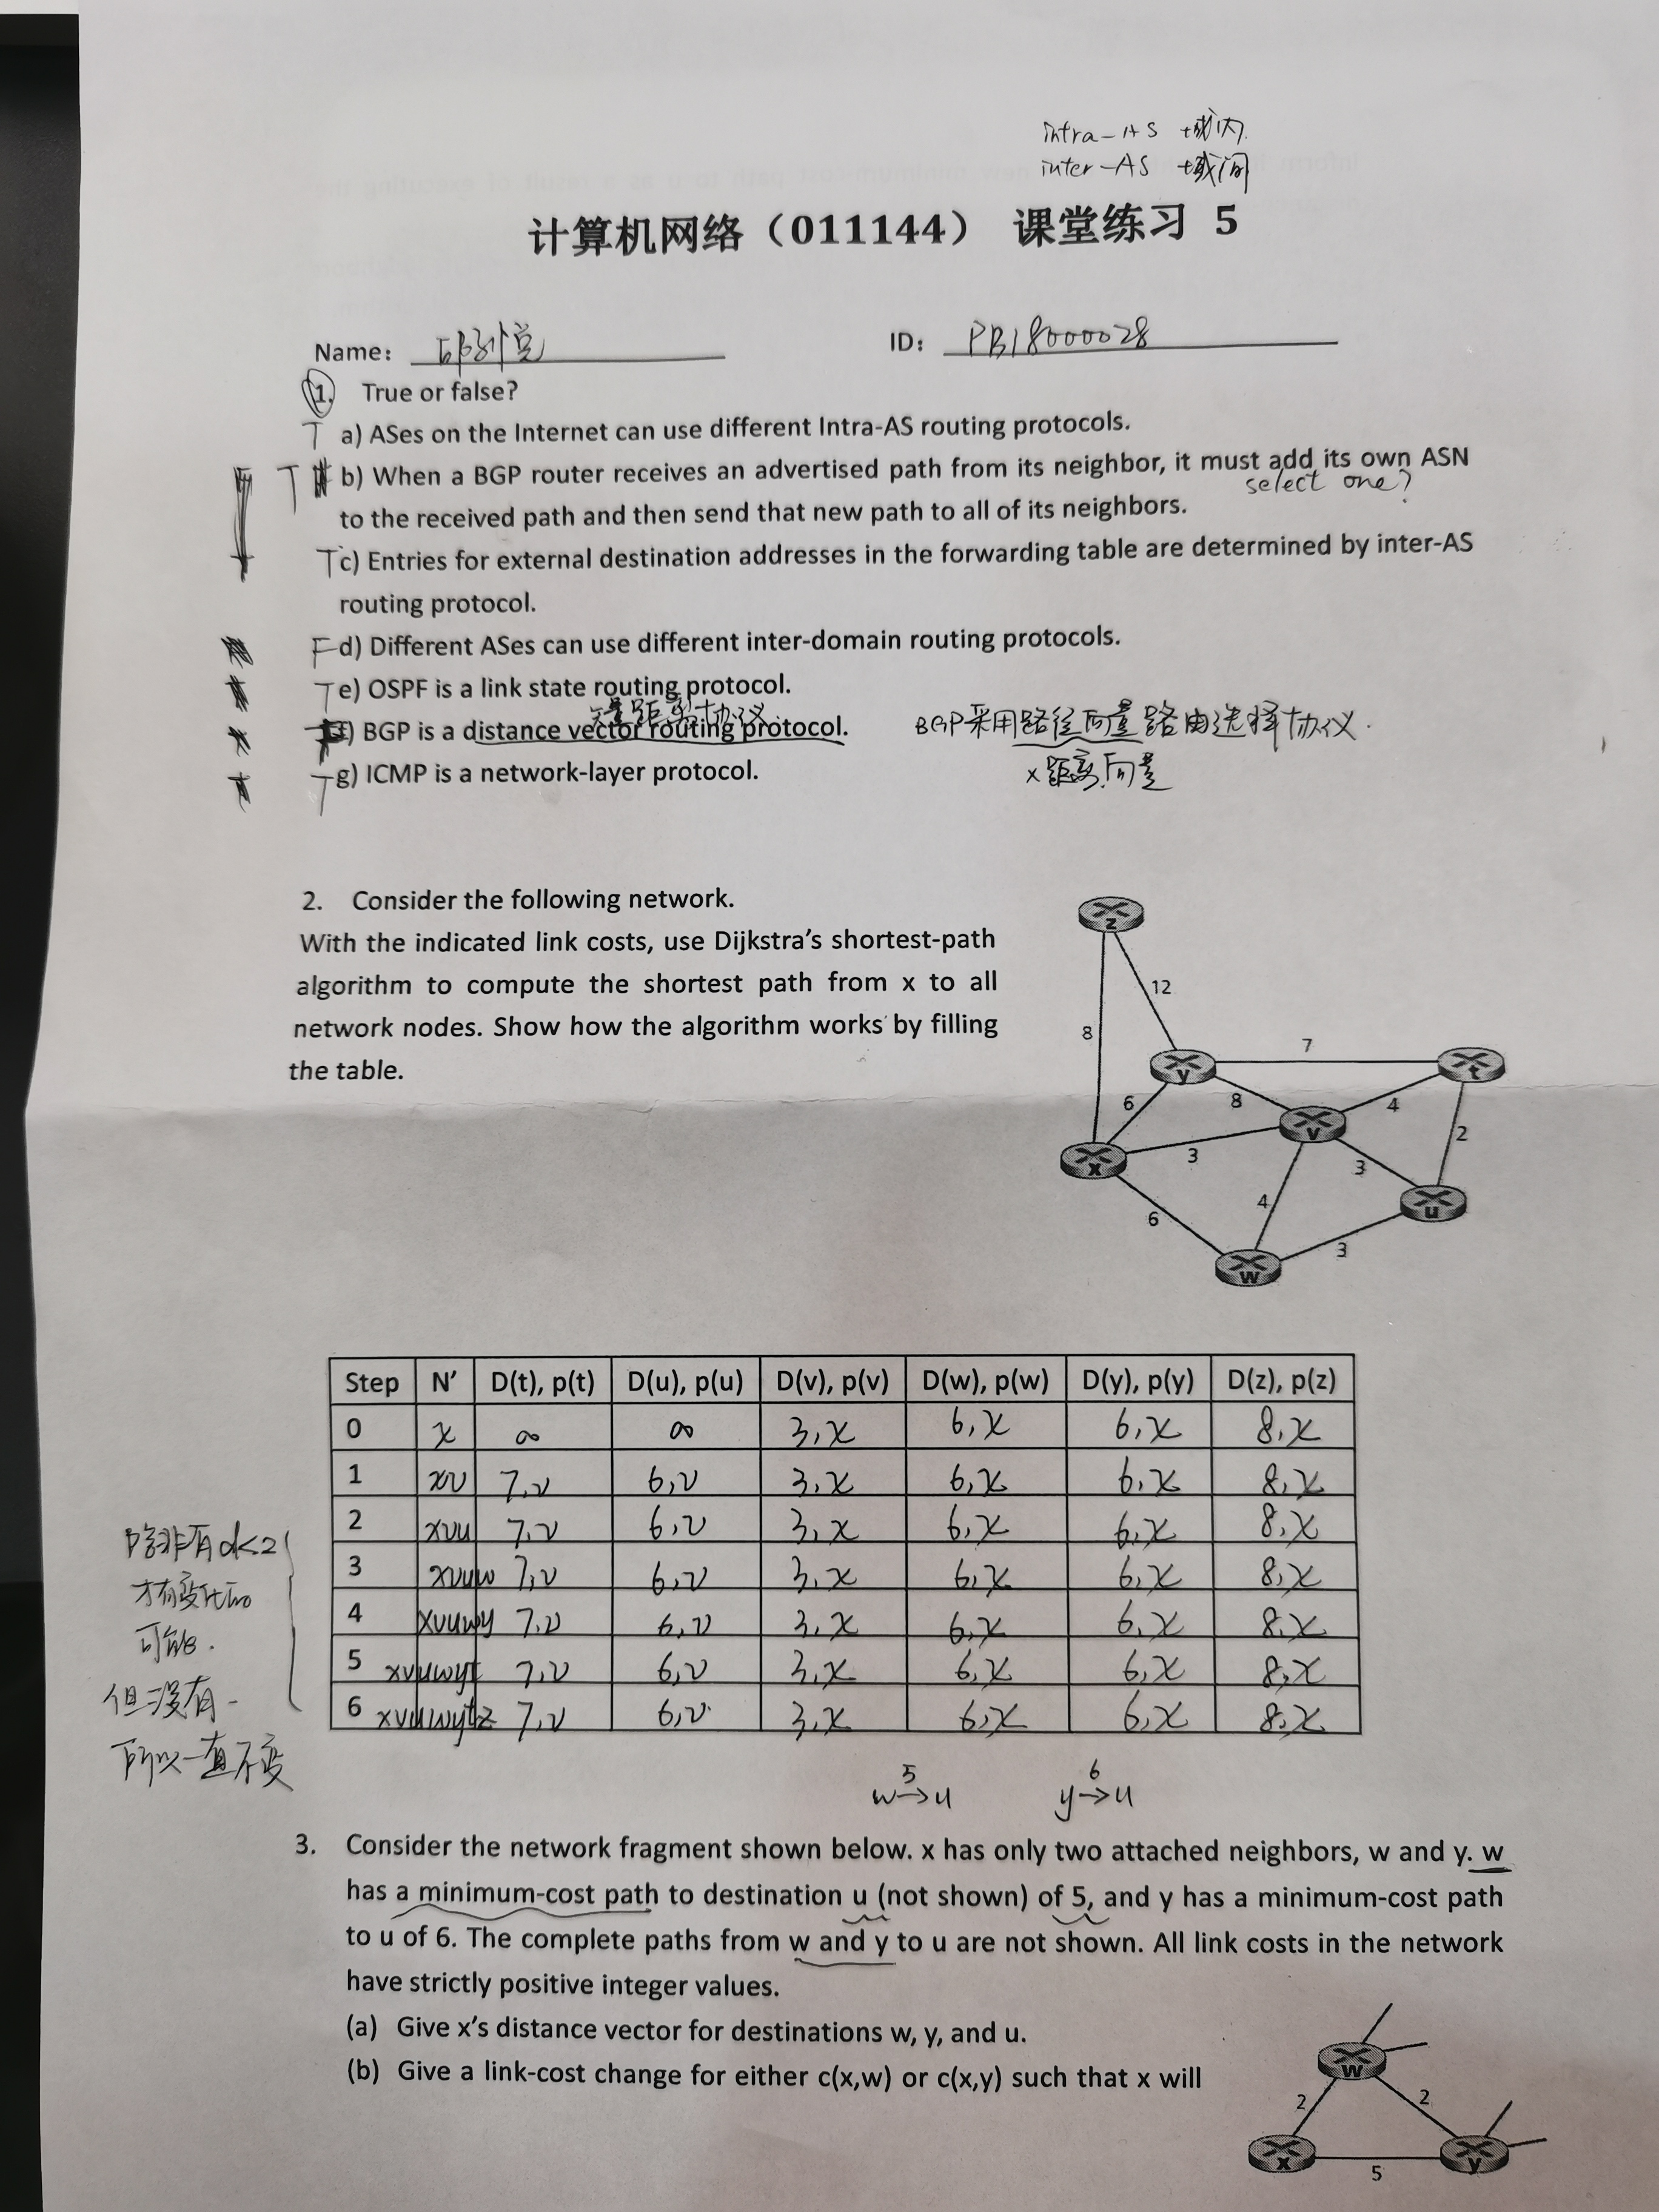 intra-AS 域内
inter-AS 域间
计算机网络（011144） 课堂练习 5
Name:
ID: PB18000028
1. True or false?
T a) ASes on the Internet can use different Intra-AS routing protocols.
T b) When a BGP router receives an advertised path from its neighbor, it must add its own ASN
select one?
to the received path and then send that new path to all of its neighbors.
T c) Entries for external destination addresses in the forwarding table are determined by inter-AS
routing protocol.
F d) Different ASes can use different inter-domain routing protocols.
T e) OSPF is a link state routing protocol.
矢量距离协议.
F f) BGP is a distance vector routing protocol. BGP采用路径向量路由选择协议.
x 距离向量
T g) ICMP is a network-layer protocol.
2. Consider the following network.
With the indicated link costs, use Dijkstra's shortest-path
algorithm to compute the shortest path from x to all
network nodes. Show how the algorithm works by filling
the table.
z
12
8
7
y
t
6
8
4
v
2
x
3
3
4
u
6
3
w
Step N' D(t), p(t) D(u), p(u) D(v), p(v) D(w), p(w) D(y), p(y) D(z), p(z)
0 x ∞ ∞ 3,x 6,x 6,x 8,x
1 xv 7,v 6,v 3,x 6,x 6,x 8,x
2 xvu 7,v 6,v 3,x 6,x 6,x 8,x
3 xvuw 7,v 6,v 3,x 6,x 6,x 8,x
4 xvuwy 7,v 6,v 3,x 6,x 6,x 8,x
5 xvuwyt 7,v 6,v 3,x 6,x 6,x 8,x
6 xvuwytz 7,v 6,v 3,x 6,x 6,x 8,x
除非有d<2
才有变化的
可能.
但没有-
所以一直不变
w 5→ u y 6→ u
3. Consider the network fragment shown below. x has only two attached neighbors, w and y. w
has a minimum-cost path to destination u (not shown) of 5, and y has a minimum-cost path
to u of 6. The complete paths from w and y to u are not shown. All link costs in the network
have strictly positive integer values.
(a) Give x's distance vector for destinations w, y, and u.
(b) Give a link-cost change for either c(x,w) or c(x,y) such that x will
w
2
2
x
y
5